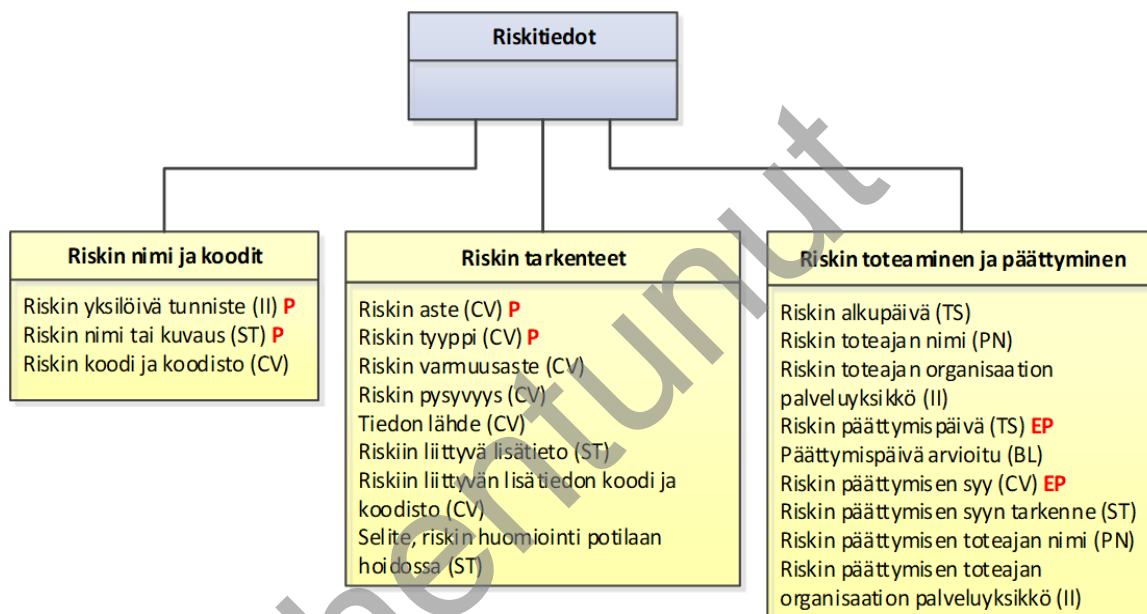 Riskitiedot
Riskin nimi ja koodit
Riskin yksilöivä tunniste (II) P
Riskin nimi tai kuvaus (ST) P
Riskin koodi ja koodisto (CV)
Riskin tarkenteet
Riskin aste (CV) P
Riskin tyyppi (CV) P
Riskin varmuusaste (CV)
Riskin pysyvyys (CV)
Tiedon lähde (CV)
Riskiin liittyvä lisätieto (ST)
Riskiin liittyvän lisätiedon koodi ja
koodisto (CV)
Selite, riskin huomiointi potilaan
hoidossa (ST)
Riskin toteaminen ja päättyminen
Riskin alkupäivä (TS)
Riskin toteajan nimi (PN)
Riskin toteajan organisaation
palveluyksikkö (II)
Riskin päättymispäivä (TS) EP
Päättymispäivä arvioitu (BL)
Riskin päättymisen syy (CV) EP
Riskin päättymisen syyn tarkenne (ST)
Riskin päättymisen toteajan nimi (PN)
Riskin päättymisen toteajan
organisaation palveluyksikkö (II)
hentunut